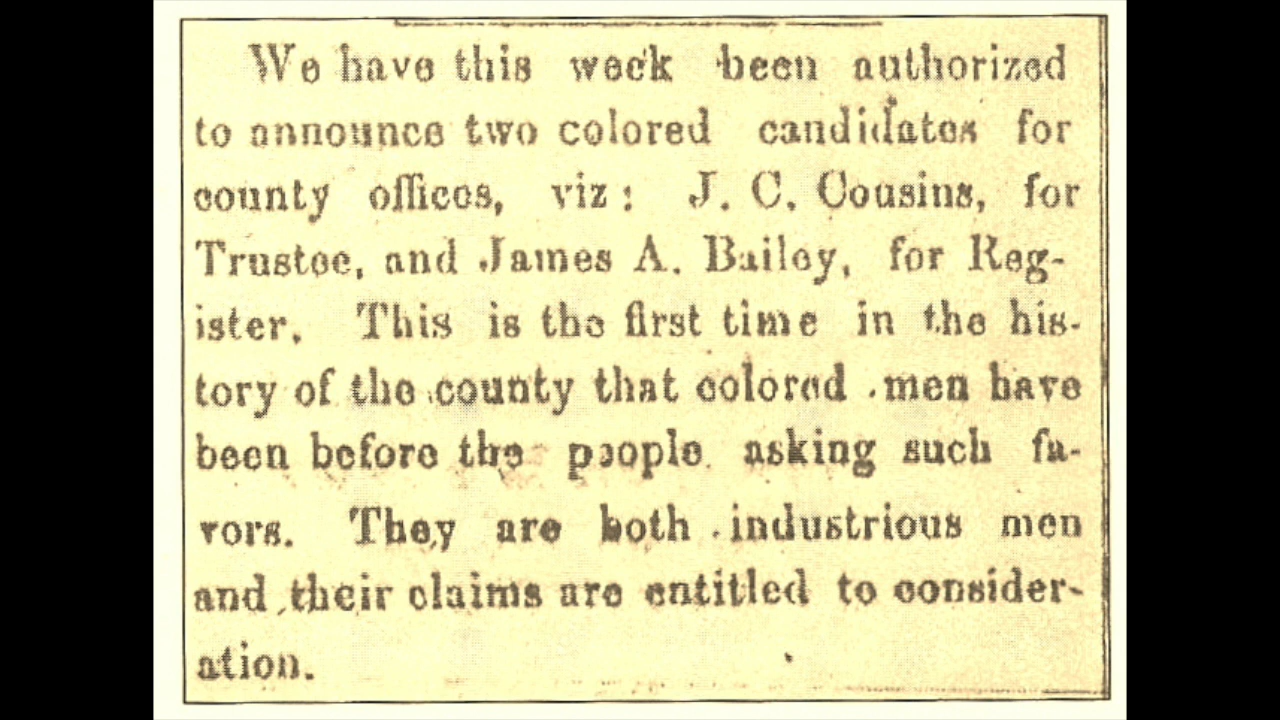 We have this week been authorized
to announce two colored candidates for
county offices, viz: J. C. Cousins, for
Trustee, and James A. Bailey, for Reg-
ister. This is the first time in the his-
tory of the county that colored men have
been before the people asking such fa-
vors. They are both industrious men
and their claims are entitled to consider-
ation.